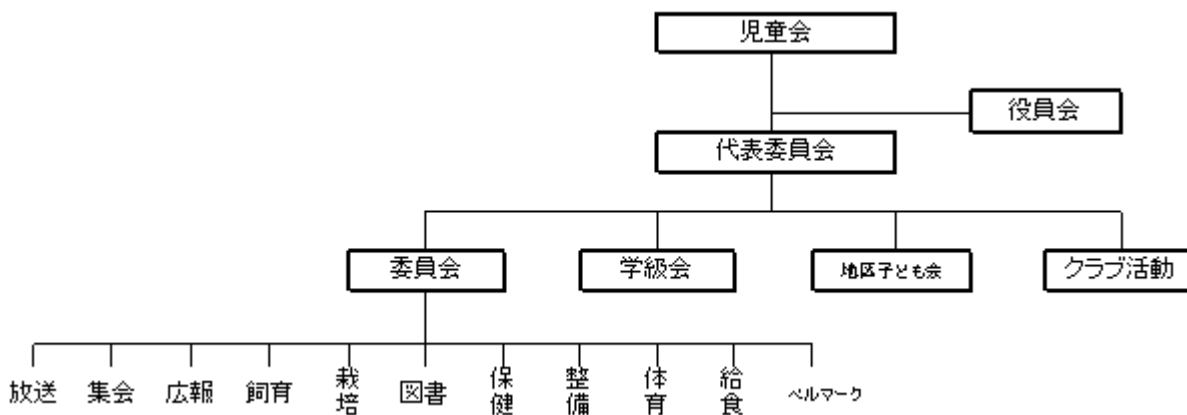 児童会
役員会
代表委員会
委員会
学級会
地区子ども会
クラブ活動
放送
集会
広報
飼育
栽培
図書
保健
整備
体育
給食
ベルマーク